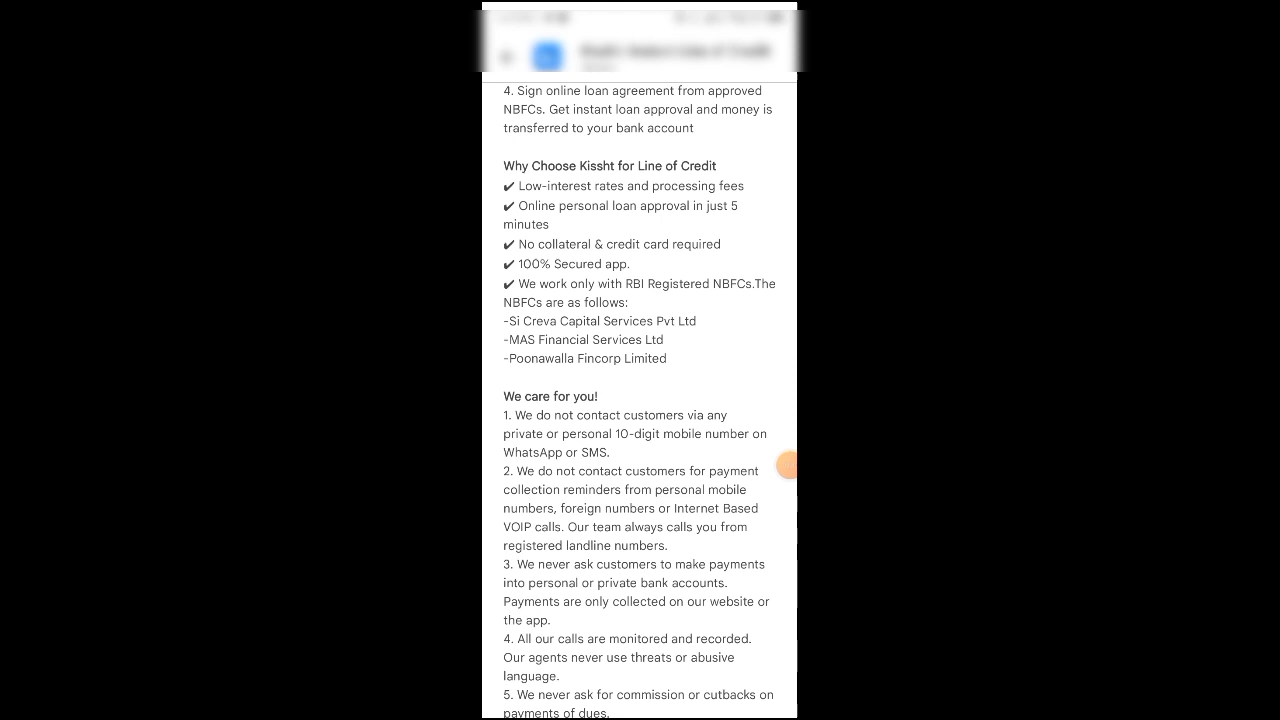 4. Sign online loan agreement from approved
NBFCs. Get instant loan approval and money is
transferred to your bank account
Why Choose Kissht for Line of Credit
✔ Low-interest rates and processing fees
✔ Online personal loan approval in just 5
minutes
✔ No collateral & credit card required
✔ 100% Secured app.
✔ We work only with RBI Registered NBFCs.The
NBFCs are as follows:
-Si Creva Capital Services Pvt Ltd
-MAS Financial Services Ltd
-Poonawalla Fincorp Limited
We care for you!
1. We do not contact customers via any
private or personal 10-digit mobile number on
WhatsApp or SMS.
2. We do not contact customers for payment
collection reminders from personal mobile
numbers, foreign numbers or Internet Based
VOIP calls. Our team always calls you from
registered landline numbers.
3. We never ask customers to make payments
into personal or private bank accounts.
Payments are only collected on our website or
the app.
4. All our calls are monitored and recorded.
Our agents never use threats or abusive
language.
5. We never ask for commission or cutbacks on
payments of dues.